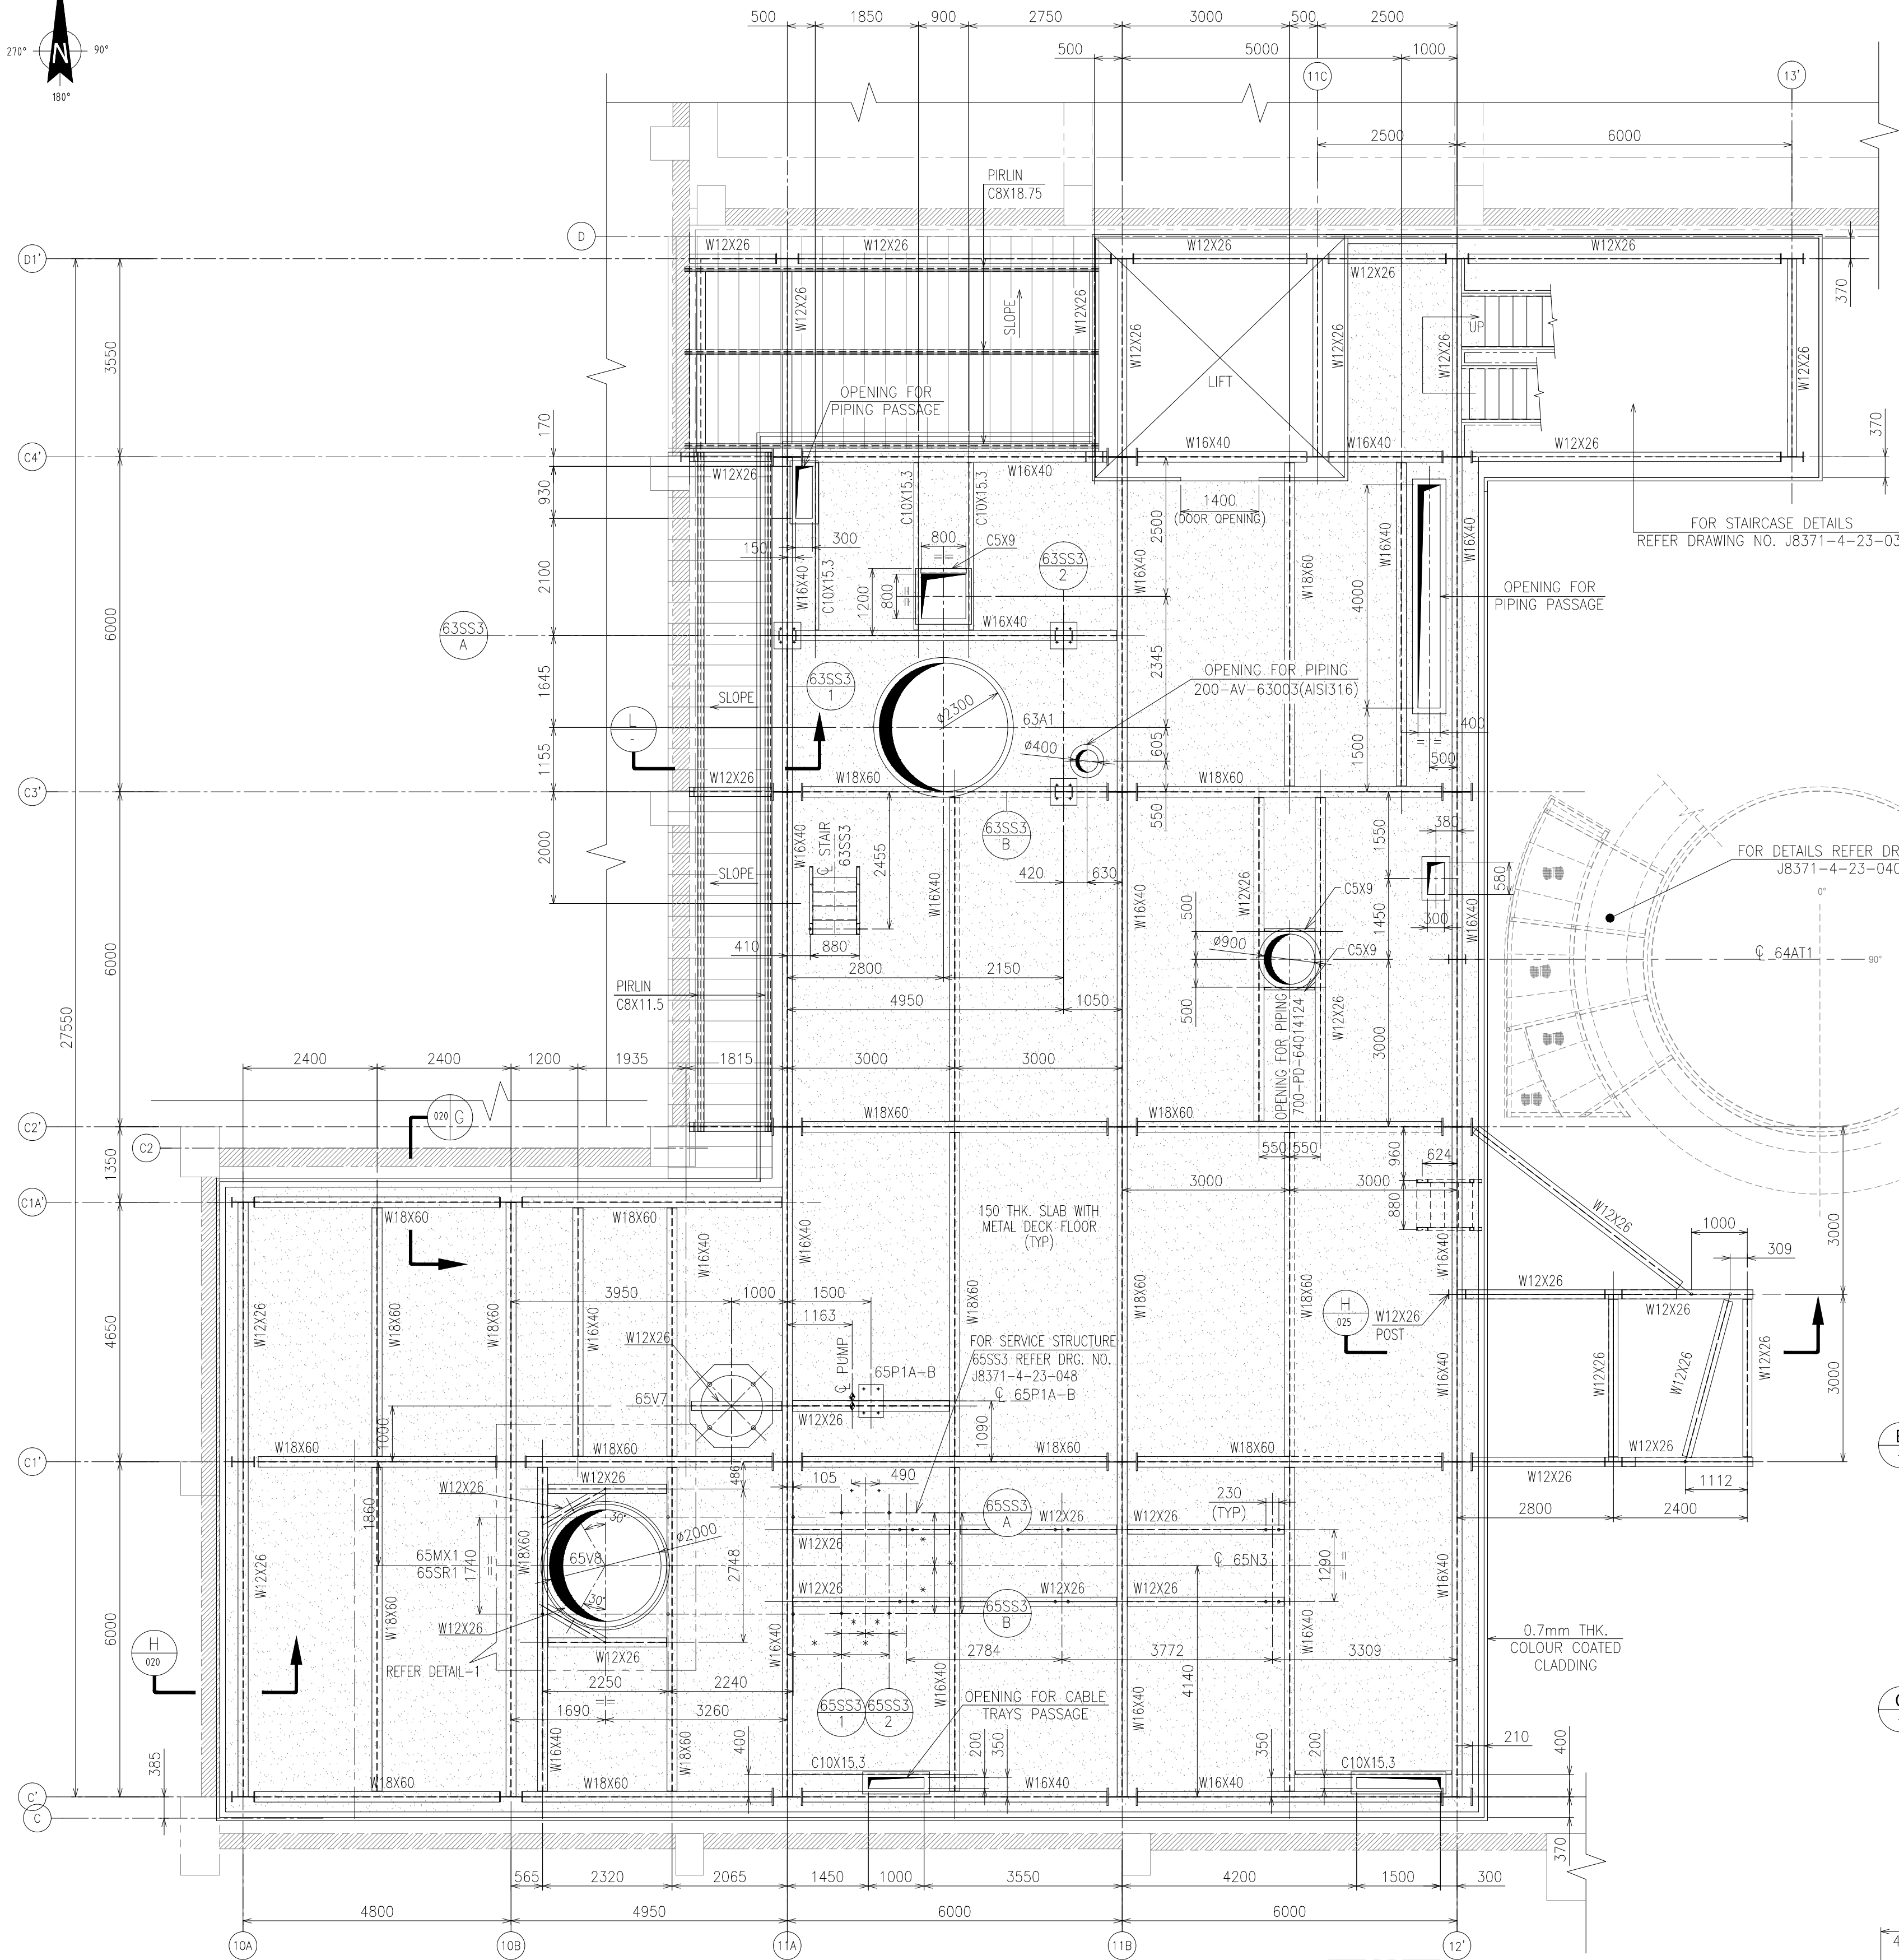 500 1850 900 2750 3000 500 2500
500 5000 1000
N
270° 90°
180°
11C 13'
2500 6000
PIRLIN
C8X18.75
D
D1'
W12X26 W12X26 W12X26 W12X26
W12X26
370
W12X26
SLOPE
W12X26
W12X26
LIFT
W12X26
W12X26
UP
W12X26
3550
OPENING FOR
PIPING PASSAGE
170
C4'
W12X26 W16X40 W16X40 W16X40 W12X26
370
930
C10X15.3
C10X15.3
1400
(DOOR OPENING)
FOR STAIRCASE DETAILS
REFER DRAWING NO. J8371-4-23-03
150 300 800 C5X9
= =
63SS3
2
2500
W16X40
W18X60
W16X40
W16X40
4000
OPENING FOR
PIPING PASSAGE
2100
W16X40
C10X15.3
1200
800
=
=
6000
63SS3
A
W16X40
63SS3
1
1645
SLOPE
ø2300
63A1
OPENING FOR PIPING
200-AV-63003(AISI316)
2345
L
-
ø400
605
400
= =
1155
1500
500
C3'
W12X26 W18X60 W18X60
550
63SS3
B
2000
W16X40
℄ STAIR
63SS3
2455
SLOPE
W16X40
420 630
W16X40
W12X26
C5X9
380
1550
580
300
W16X40
FOR DETAILS REFER DR
J8371-4-23-040
0°
500
ø900
C5X9
1450
℄ 64AT1
90°
410 880
2800 2150
6000
500
PIRLIN
C8X11.5
4950 1050
OPENING FOR PIPING
700-PD-64014124
W12X26
3000
27550
2400 2400 1200 1935 1815 3000 3000
020 G
C2'
W18X60 W18X60
C2
550 550
960
624
1350
3000 3000
880
C1A'
W18X60 W18X60
150 THK. SLAB WITH
METAL DECK FLOOR
(TYP)
W16X40
W16X40
W16X40
W12X26
3000
1000
309
W12X26
W18X60
W18X60
W16X40
3950 1000 1500
1163
W18X60
W18X60
W18X60
W12X26
W12X26
H
025
W12X26
POST
W12X26
FOR SERVICE STRUCTURE
65SS3 REFER DRG. NO.
J8371-4-23-048
℄ PUMP
65P1A-B
℄ 65P1A-B
4650
65V7
W12X26
1000
1090
W16X40
W12X26
W12X26
W12X26
3000
C1'
W18X60 W18X60 W18X60 W18X60
W12X26
W12X26
486
105 490
W12X26
W12X26
1112
230
(TYP)
2800 2400
1860
30°
ø2000
65SS3
A
W12X26 W12X26
W12X26
65MX1
65SR1
1740
=
=
W18X60
65V8
2748
℄ 65N3
1290
=
=
W12X26
W12X26
W12X26 W12X26
W16X40
30°
65SS3
B
W12X26
W18X60
* * * * * *
6000
W12X26
W16X40
W16X40
0.7mm THK.
COLOUR COATED
CLADDING
H
020
REFER DETAIL-1
2784 3772 3309
4140
2250 2240
= =
1690 3260
65SS3
1
65SS3
2
W16X40
OPENING FOR CABLE
TRAYS PASSAGE
W16X40
W16X40
W18X60
400
200 350
350 200
210
400
385
C10X15.3 C10X15.3
C'
W18X60 W18X60 W16X40 W16X40
C
370
565 2320 2065 1450 1000 3550 4200 1500 300
4800 4950 6000 6000
10A 10B 11A 11B 12'